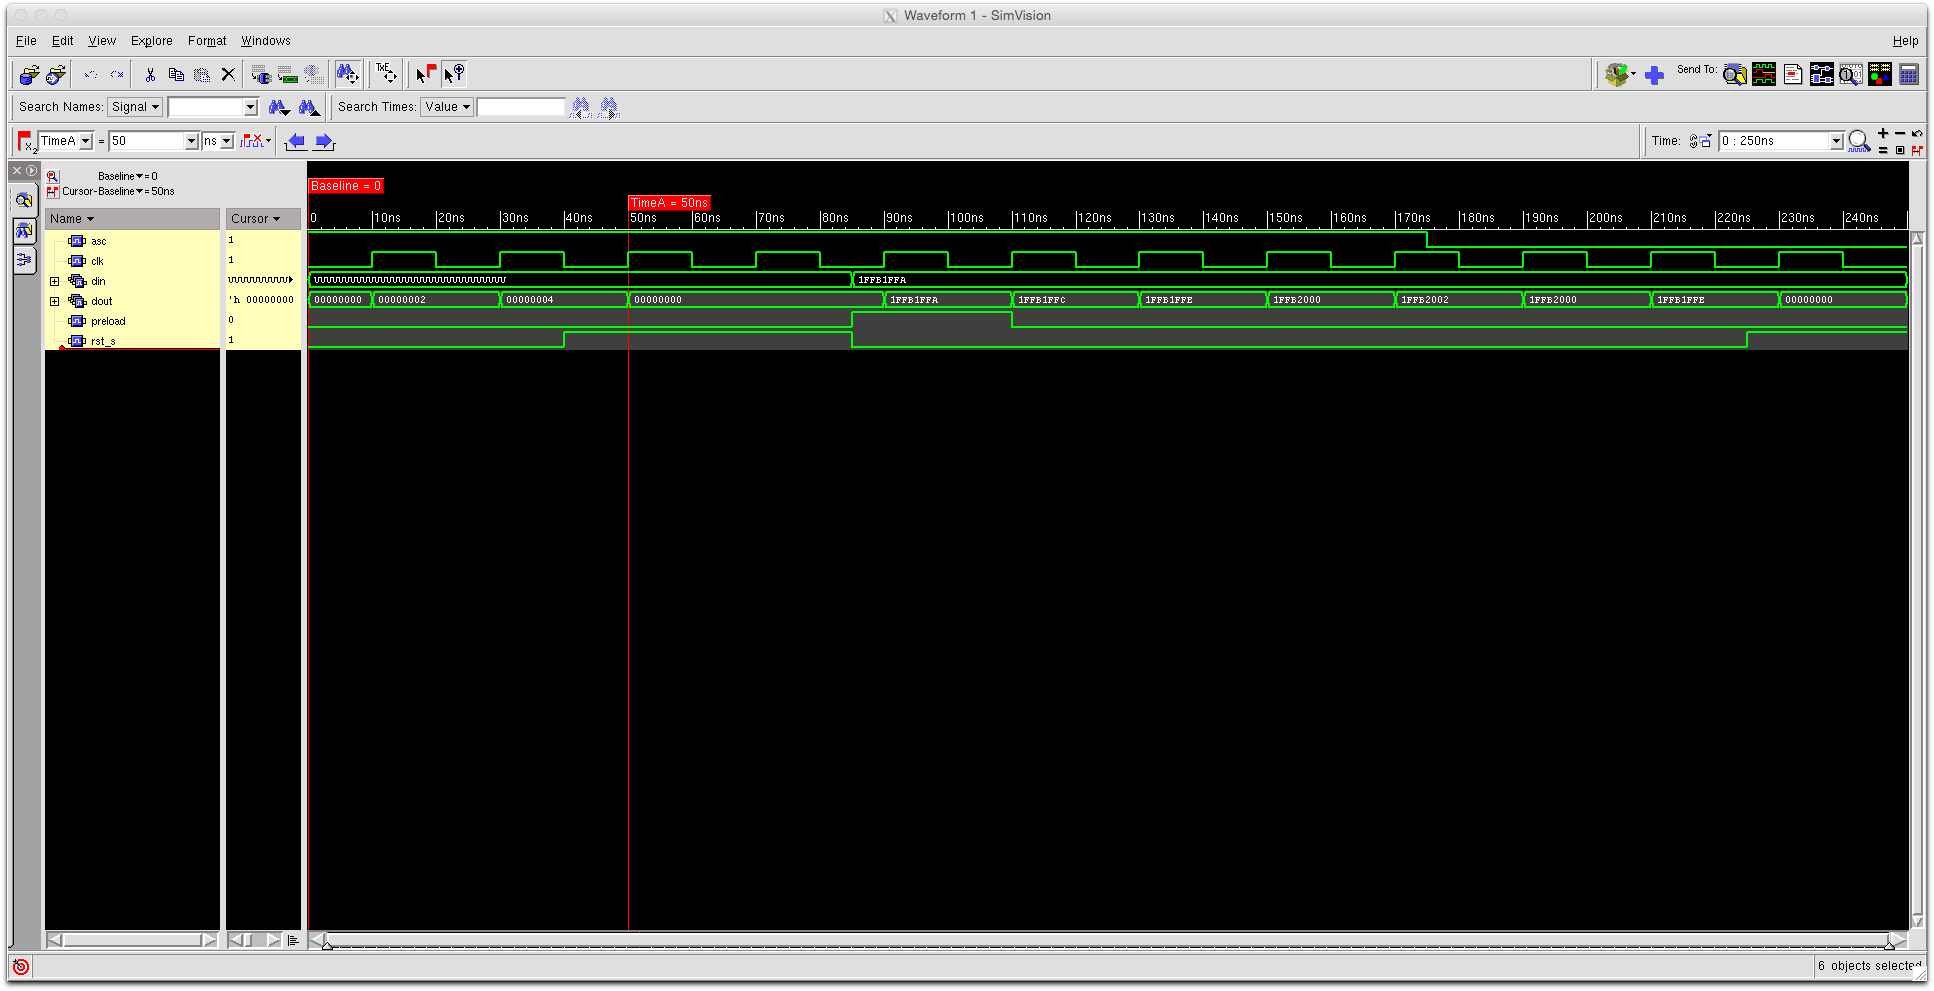 Waveform 1 - SimVision
File Edit View Explore Format Windows Help
TxE
Send To:
Search Names: Signal Search Times: Value
TimeA = 50 ns Time: 0 : 250ns
Baseline = 0
Cursor-Baseline = 50ns
Baseline = 0
TimeA = 50ns
Name Cursor 0 10ns 20ns 30ns 40ns 50ns 60ns 70ns 80ns 90ns 100ns 110ns 120ns 130ns 140ns 150ns 160ns 170ns 180ns 190ns 200ns 210ns 220ns 230ns 240ns
asc 1
clk 1
din 1FFB1FFA
dout 'h 00000000 00000000 00000002 00000004 00000000 1FFB1FFA 1FFB1FFC 1FFB1FFE 1FFB2000 1FFB2002 1FFB2000 1FFB1FFE 00000000
preload 0
rst_s 1
6 objects selected